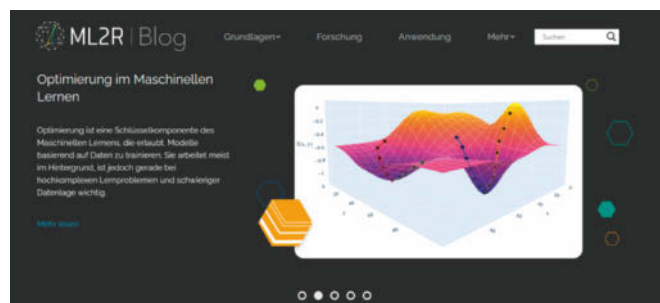 ML2R | Blog
Grundlagen
Forschung
Anwendung
Mehr
Suchen
Optimierung im Maschinellen
Lernen
Optimierung ist eine Schlüsselkomponente des
Maschinellen Lernens, die erlaubt, Modelle
basierend auf Daten zu trainieren. Sie arbeitet meist
im Hintergrund, ist jedoch gerade bei
hochkomplexen Lernproblemen und schwieriger
Datenlage wichtig.
Mehr lesen